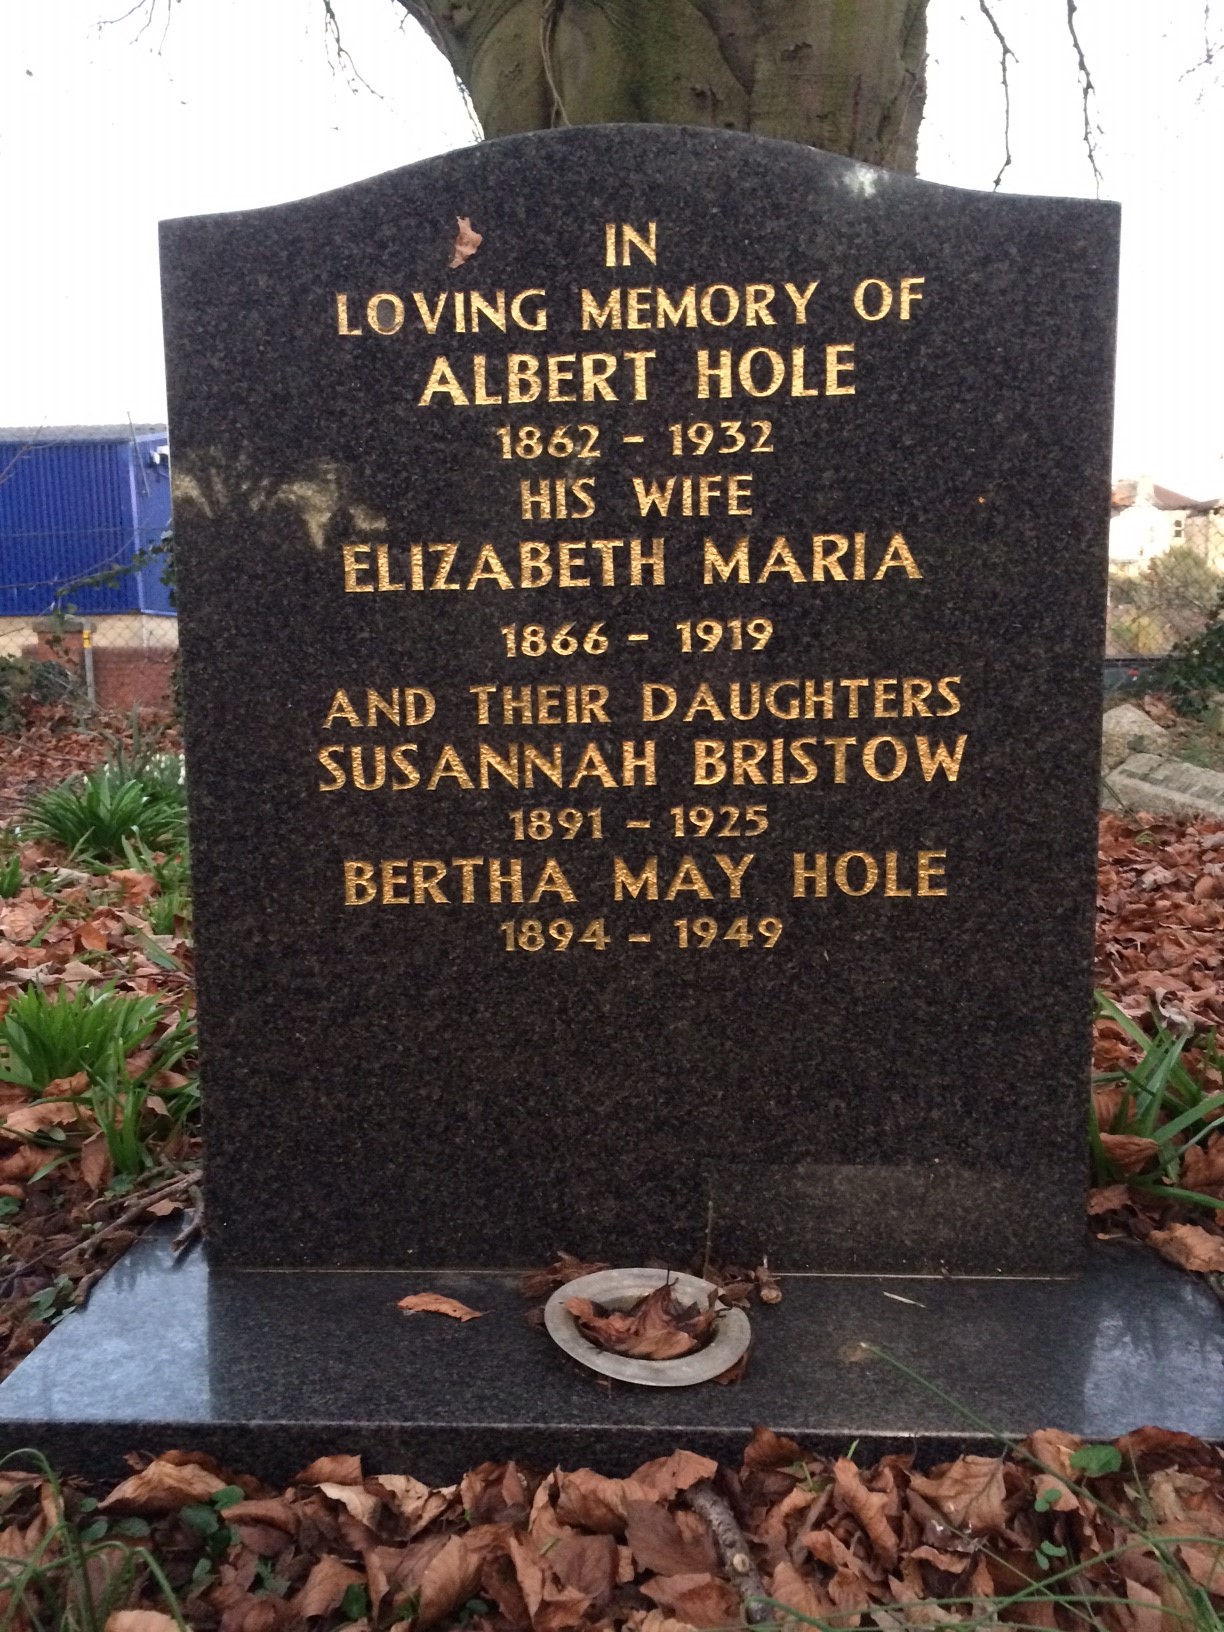 IN
LOVING MEMORY OF
ALBERT HOLE
1862 - 1932
HIS WIFE
ELIZABETH MARIA
1866 - 1919
AND THEIR DAUGHTERS
SUSANNAH BRISTOW
1891 - 1925
BERTHA MAY HOLE
1894 - 1949